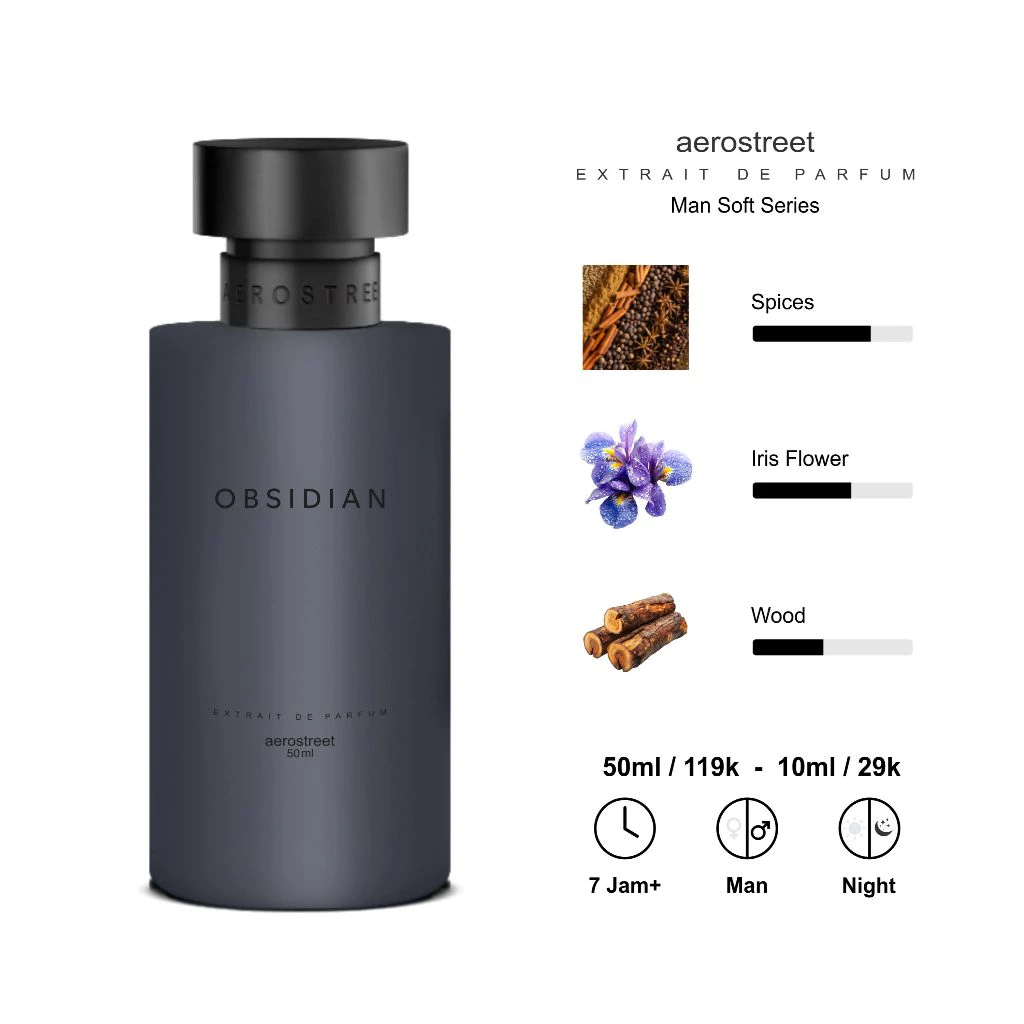 AEROSTREE
OBSIDIAN
EXTRAIT DE PARFUM
aerostreet
50ml
aerostreet
EXTRAIT DE PARFUM
Man Soft Series
Spices
Iris Flower
Wood
50ml / 119k - 10ml / 29k
7 Jam+
Man
Night